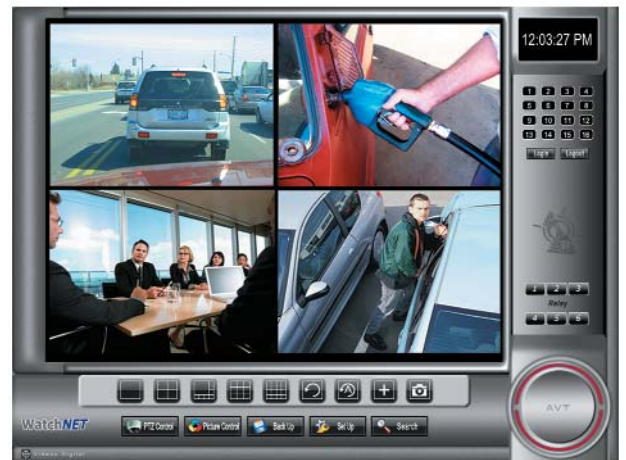 12:03:27 PM
1 2 3 4
5 6 7 8
9 10 11 12
13 14 15 16
Login Logout
1 2 3
Relay
4 5 6
AVT
WatchNET
PTZ Control Picture Control Back Up Set Up Search
Digital